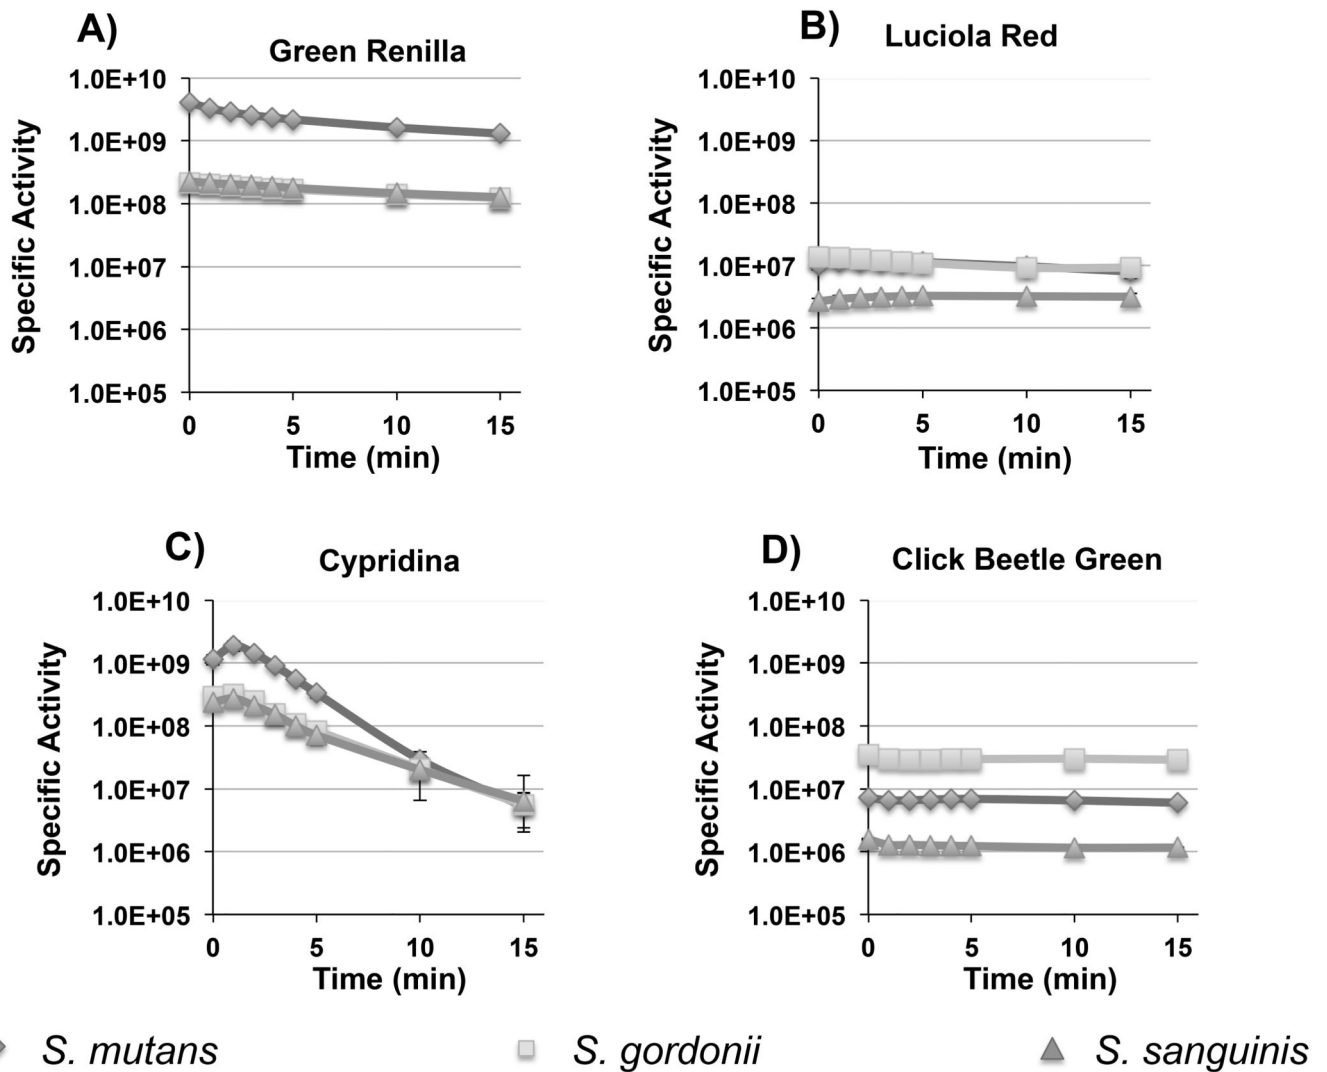 A)
Green Renilla
1.0E+10
1.0E+09
1.0E+08
1.0E+07
1.0E+06
1.0E+05
Specific Activity
0 5 10 15
Time (min)
B)
Luciola Red
1.0E+10
1.0E+09
1.0E+08
1.0E+07
1.0E+06
1.0E+05
Specific Activity
0 5 10 15
Time (min)
C)
Cypridina
1.0E+10
1.0E+09
1.0E+08
1.0E+07
1.0E+06
1.0E+05
Specific Activity
0 5 10 15
Time (min)
D)
Click Beetle Green
1.0E+10
1.0E+09
1.0E+08
1.0E+07
1.0E+06
1.0E+05
Specific Activity
0 5 10 15
Time (min)
S. mutans
S. gordonii
S. sanguinis